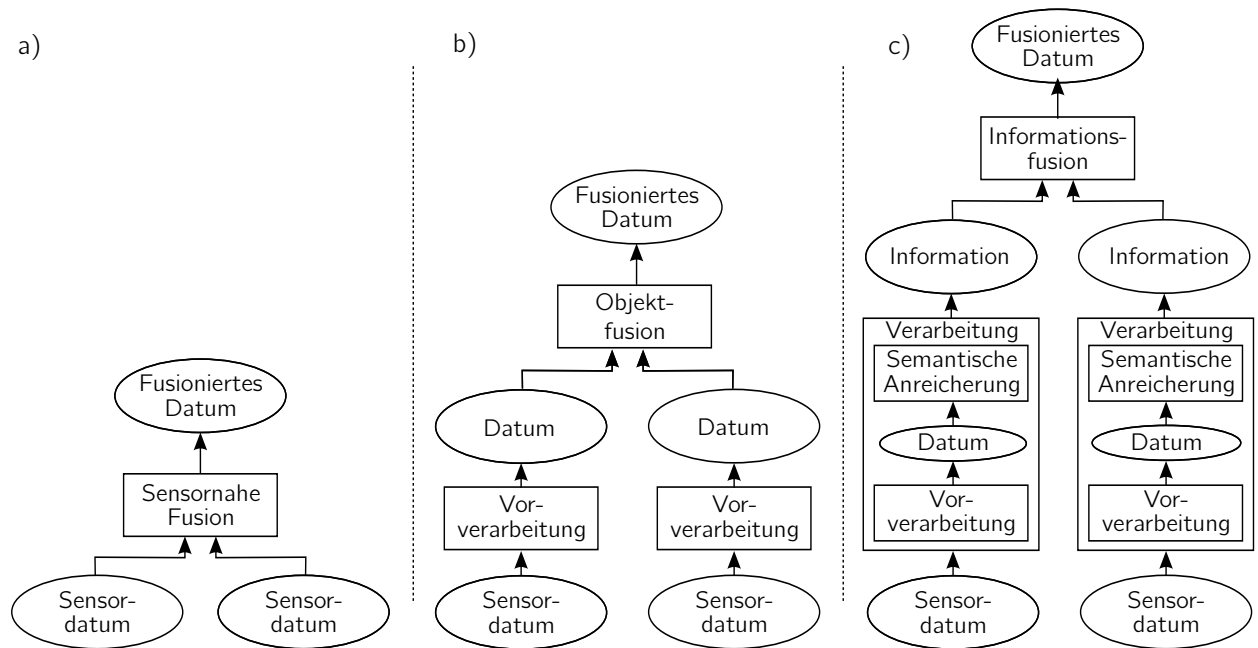 a)
Fusioniertes
Datum
Sensornahe
Fusion
Sensor-
datum
Sensor-
datum
b)
Fusioniertes
Datum
Objekt-
fusion
Datum
Datum
Vor-
verarbeitung
Vor-
verarbeitung
Sensor-
datum
Sensor-
datum
c)
Fusioniertes
Datum
Informations-
fusion
Information
Information
Verarbeitung
Semantische
Anreicherung
Datum
Vor-
verarbeitung
Sensor-
datum
Verarbeitung
Semantische
Anreicherung
Datum
Vor-
verarbeitung
Sensor-
datum